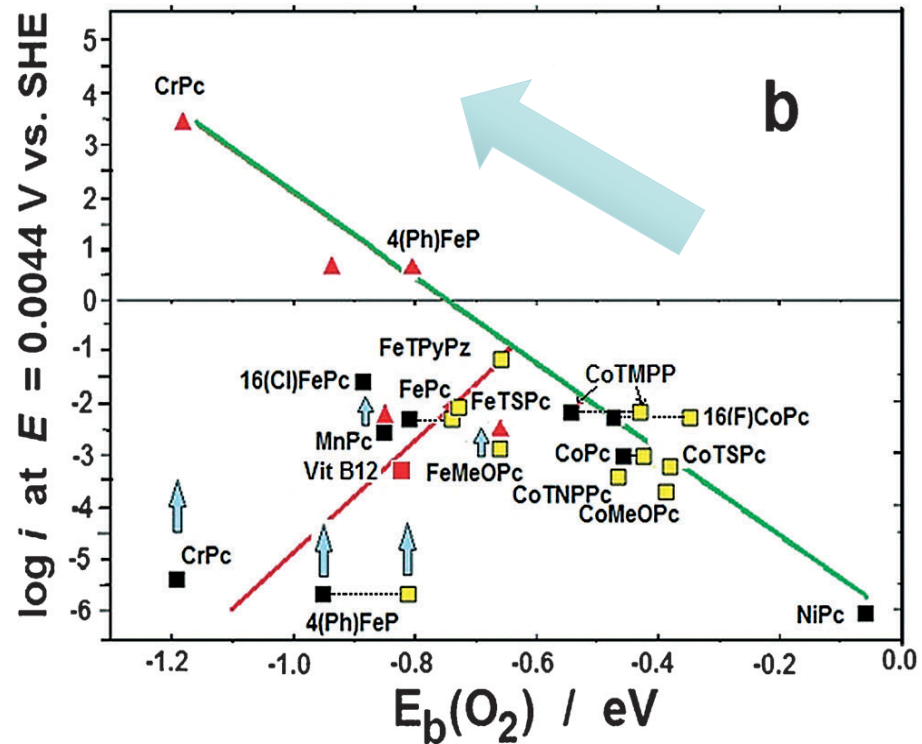 b
log i at E = 0.0044 V vs. SHE
5
4
3
2
1
0
-1
-2
-3
-4
-5
-6
CrPc
4(Ph)FeP
FeTPyPz
CoTMPP
16(Cl)FePc
FePc
FeTSPc
16(F)CoPc
MnPc
CoPc
CoTSPc
Vit B12
FeMeOPc
CoTNPPc
CoMeOPc
CrPc
4(Ph)FeP
NiPc
-1.2
-1.0
-0.8
-0.6
-0.4
-0.2
0.0
E_b(O₂) / eV